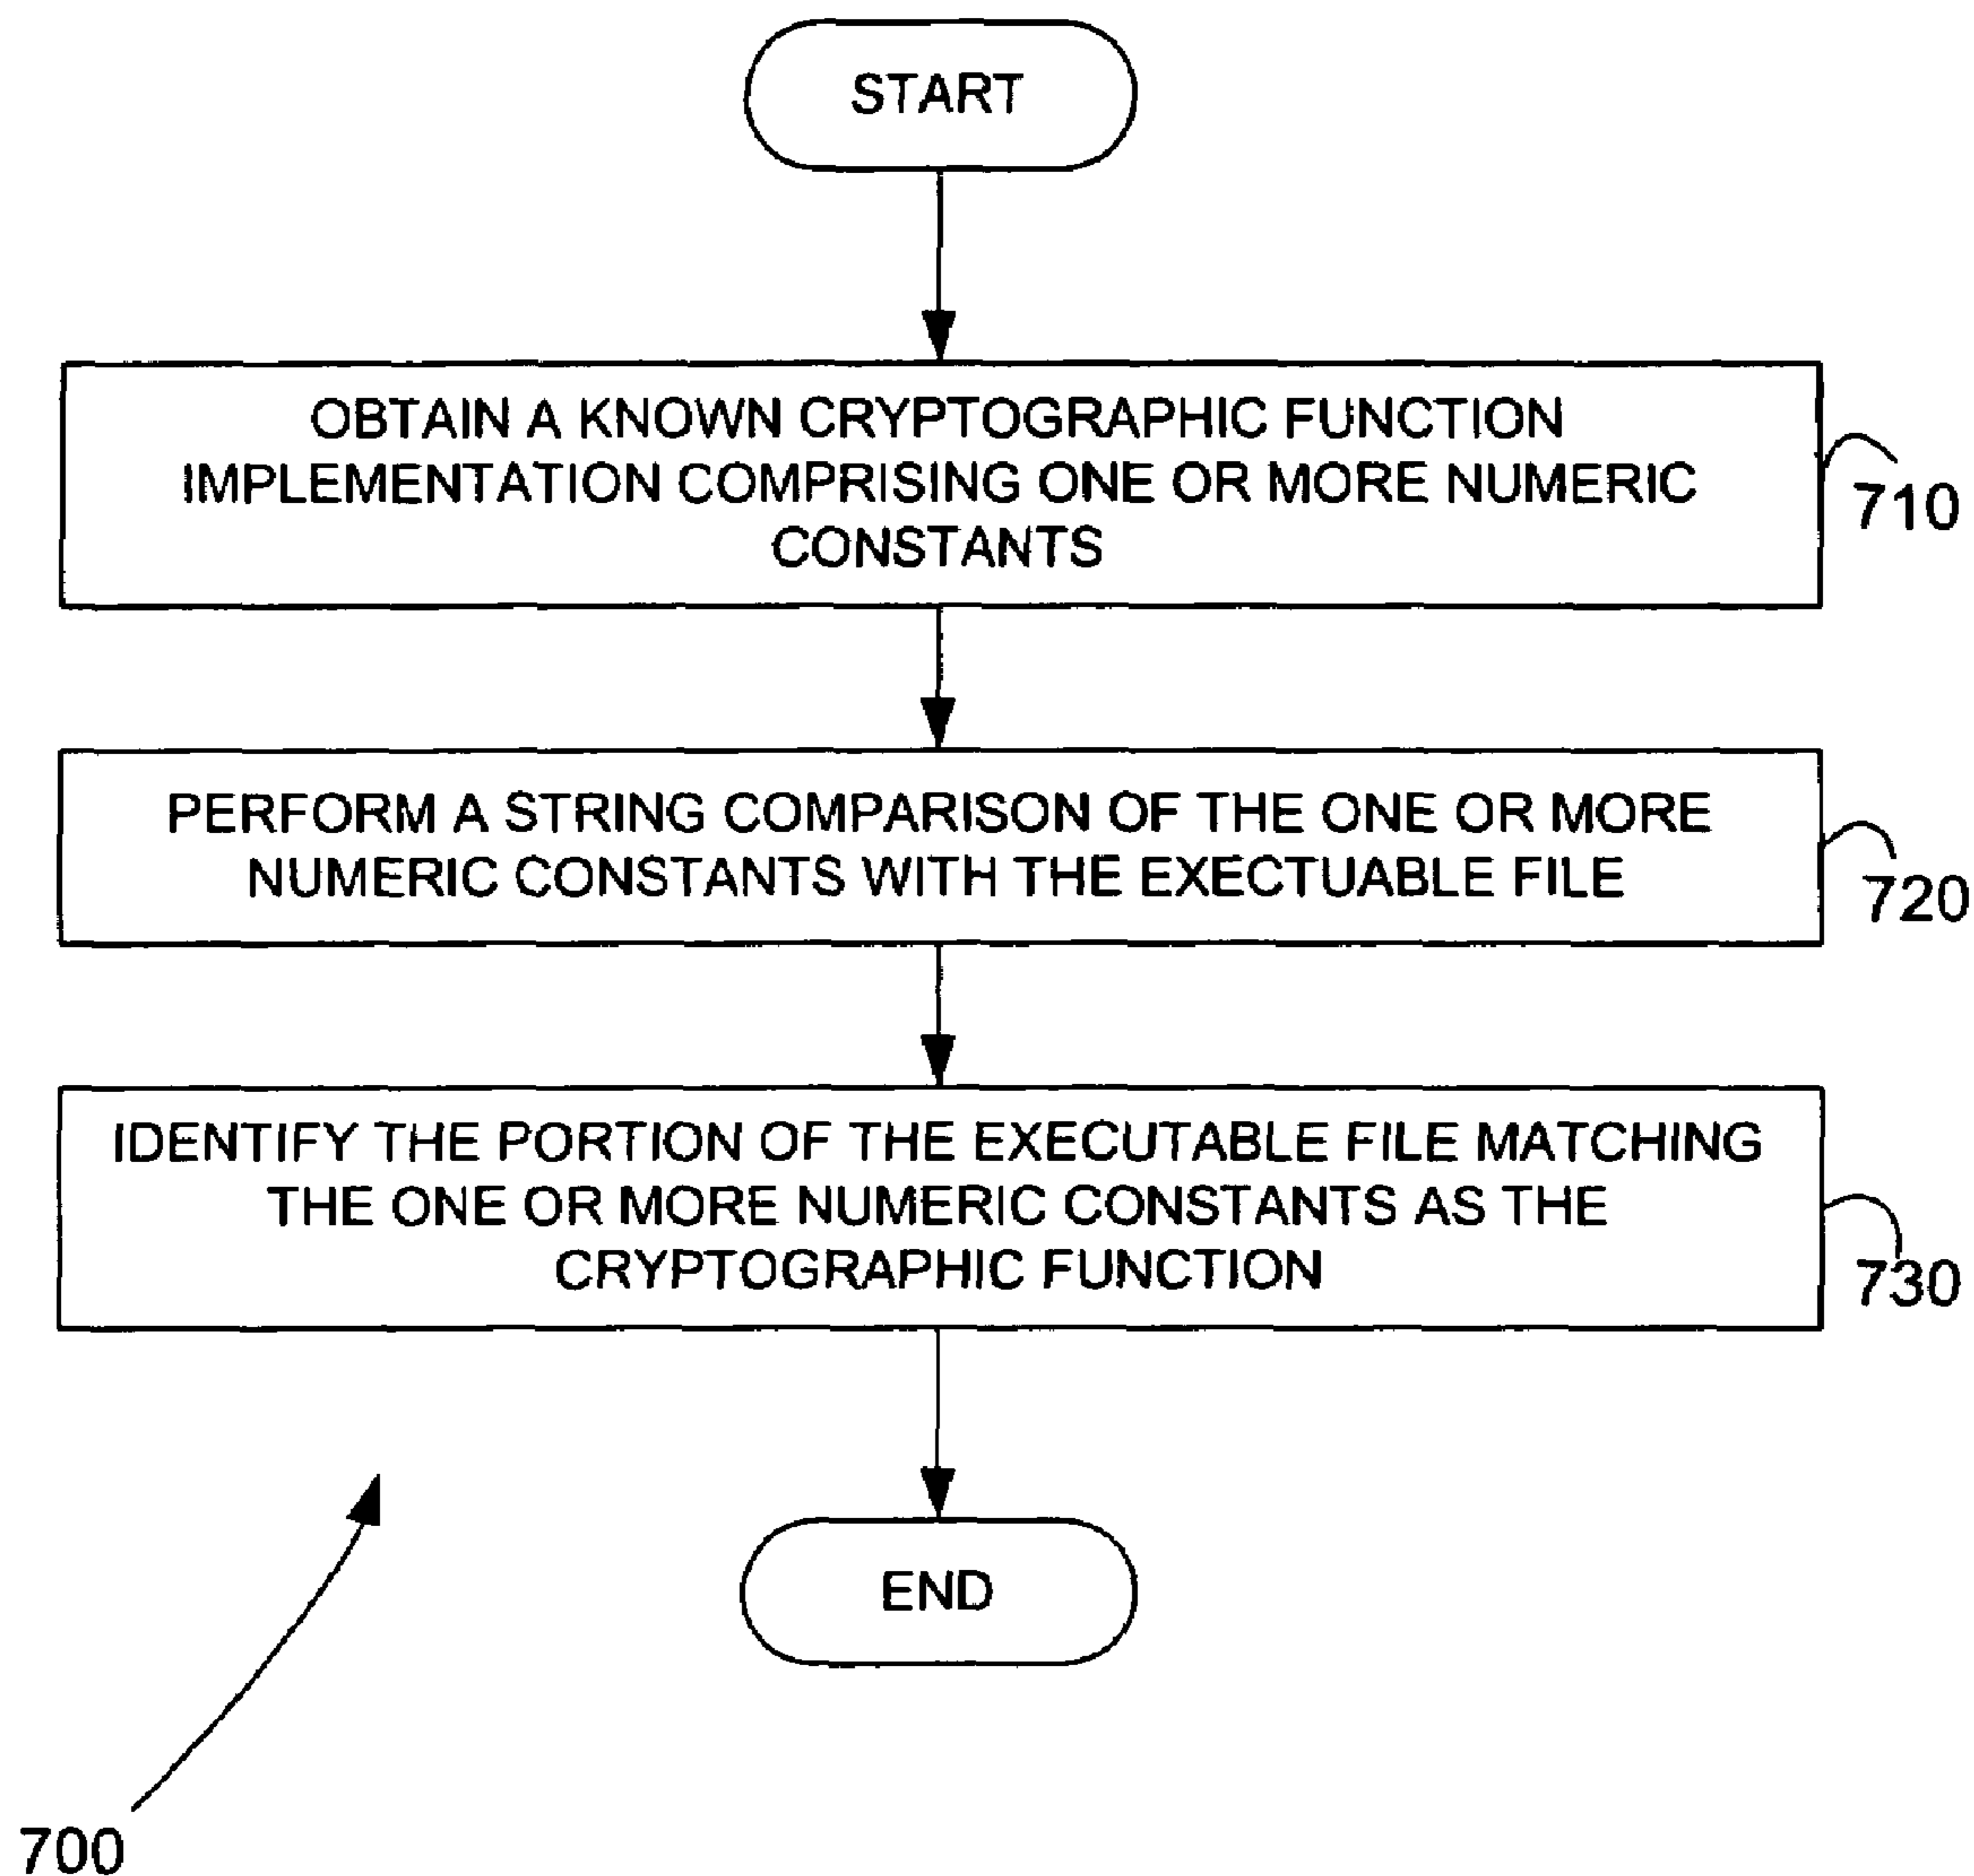 START
OBTAIN A KNOWN CRYPTOGRAPHIC FUNCTION
IMPLEMENTATION COMPRISING ONE OR MORE NUMERIC
CONSTANTS
710
PERFORM A STRING COMPARISON OF THE ONE OR MORE
NUMERIC CONSTANTS WITH THE EXECTUABLE FILE
720
IDENTIFY THE PORTION OF THE EXECUTABLE FILE MATCHING
THE ONE OR MORE NUMERIC CONSTANTS AS THE
CRYPTOGRAPHIC FUNCTION
730
END
700